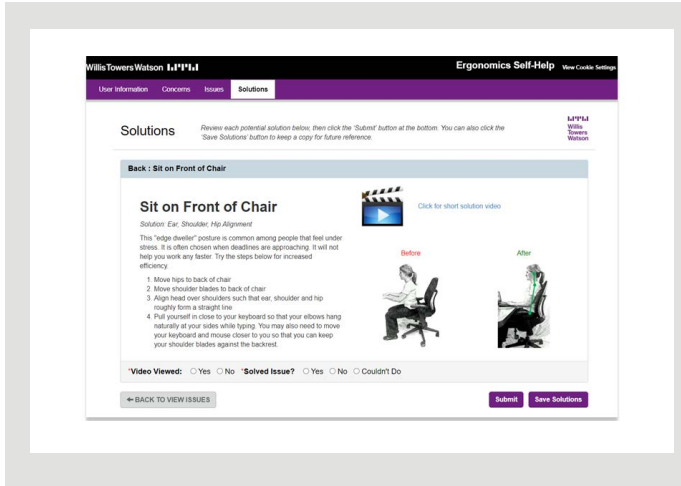 WillisTowersWatson
Ergonomics Self-Help
View Cookie Settings
User Information
Concerns
Issues
Solutions
Solutions
Review each potential solution below, then click the 'Submit' button at the bottom. You can also click the
'Save Solutions' button to keep a copy for future reference.
Willis
Towers
Watson
Back : Sit on Front of Chair
Sit on Front of Chair
Solution: Ear, Shoulder, Hip Alignment
This "edge dweller" posture is common among people that feel under
stress. It is often chosen when deadlines are approaching. It will not
help you work any faster. Try the steps below for increased
efficiency.
1. Move hips to back of chair
2. Move shoulder blades to back of chair
3. Align head over shoulders such that ear, shoulder and hip
roughly form a straight line
4. Pull yourself in close to your keyboard so that your elbows hang
naturally at your sides while typing. You may also need to move
your keyboard and mouse closer to you so that you can keep
your shoulder blades against the backrest.
Click for short solution video
Before
After
*Video Viewed: Yes No *Solved Issue? Yes No Couldn't Do
BACK TO VIEW ISSUES
Submit
Save Solutions